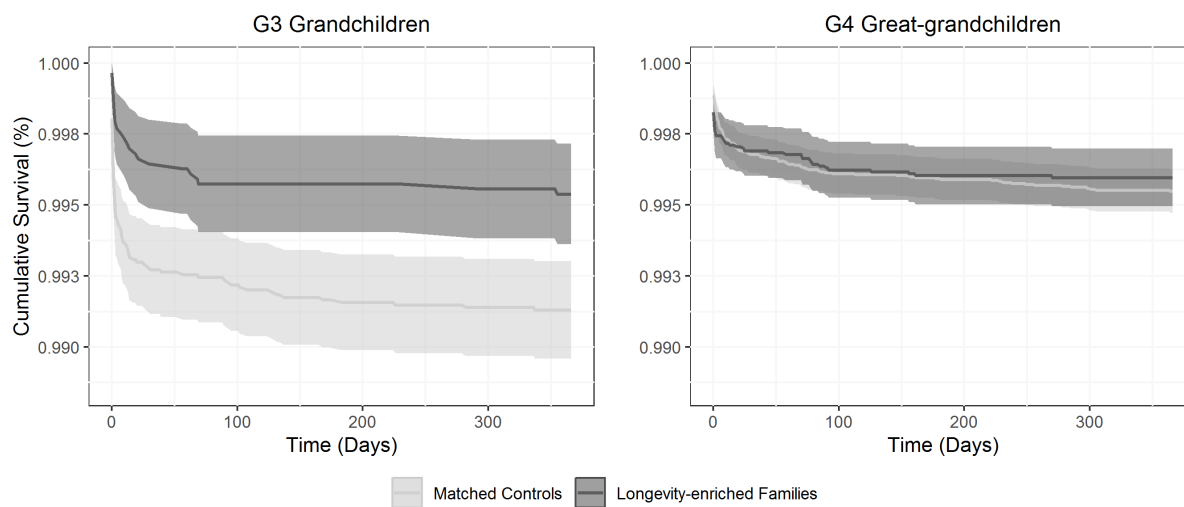 G3 Grandchildren
G4 Great-grandchildren
Cumulative Survival (%)
1.000
0.998
0.995
0.993
0.990
0
100
200
300
Time (Days)
1.000
0.998
0.995
0.993
0.990
0
100
200
300
Time (Days)
Matched Controls
Longevity-enriched Families